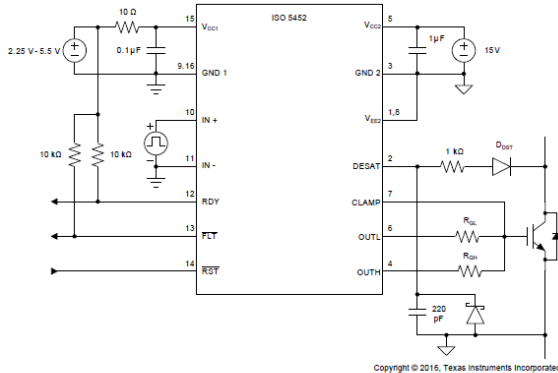 ISO 5452
10 Ω
15
VCC1
VCC2
5
2.25 V - 5.5 V
0.1µF
1µF
15V
9,16
GND 1
GND 2
3
10
IN +
VEE2
1,8
+
−
11
IN -
DESAT
2
1 kΩ
DDST
10 kΩ
10 kΩ
12
RDY
CLAMP
7
13
FLT
OUTL
6
RGL
14
RST
OUTH
4
RGH
220
pF
Copyright © 2016, Texas Instruments Incorporated